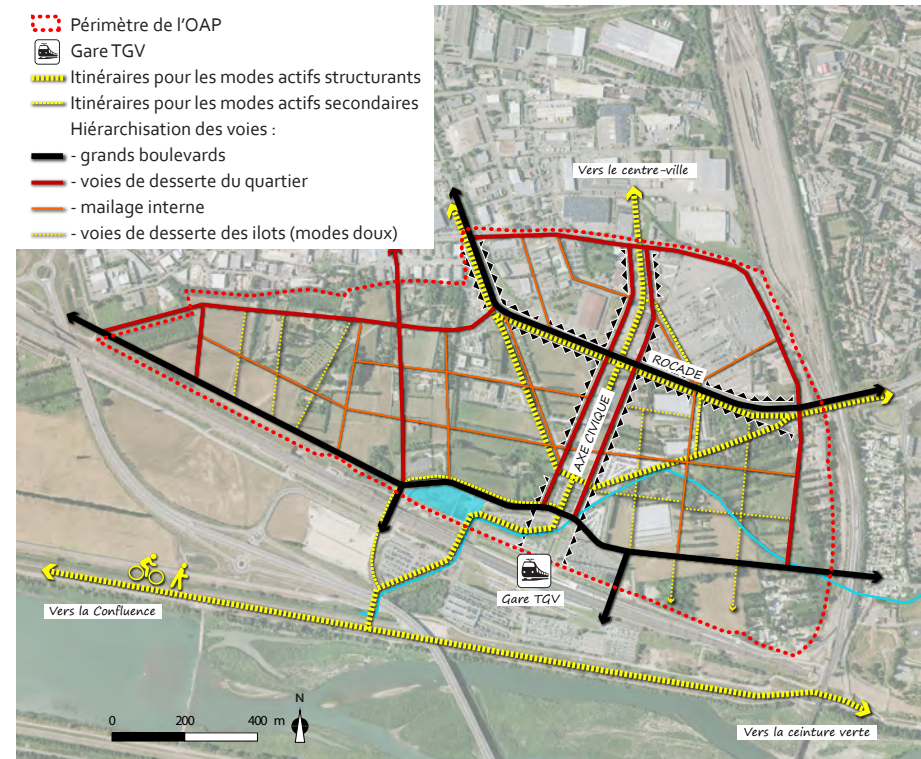 Périmètre de l'OAP
Gare TGV
Itinéraires pour les modes actifs structurants
Itinéraires pour les modes actifs secondaires
Hiérarchisation des voies :
- grands boulevards
- voies de desserte du quartier
- mailage interne
- voies de desserte des ilots (modes doux)
Vers le centre-ville
ROCADE
AXE CIVIQUE
Gare TGV
Vers la Confluence
N
0 200 400 m
Vers la ceinture verte